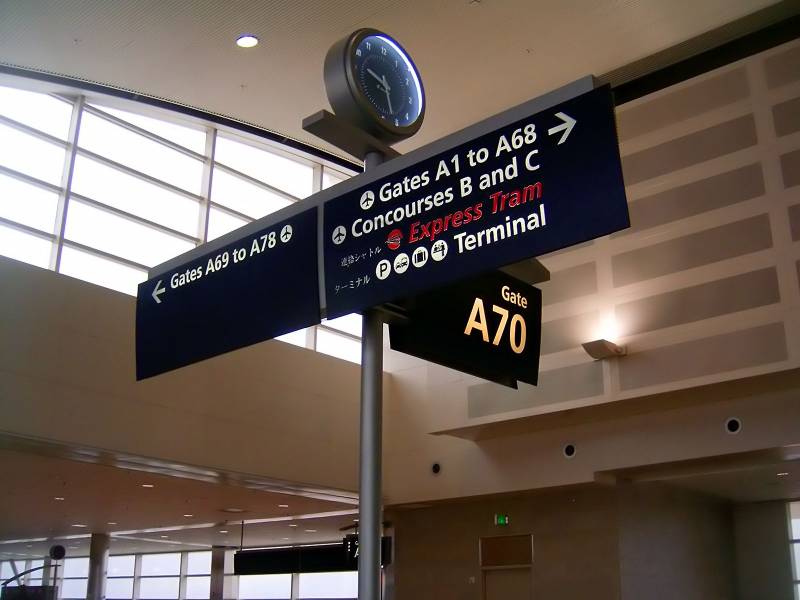 Gates A69 to A78
Gates A1 to A68
Concourses B and C
Express Tram
連絡シャトル
P Terminal
ターミナル
Gate
A70